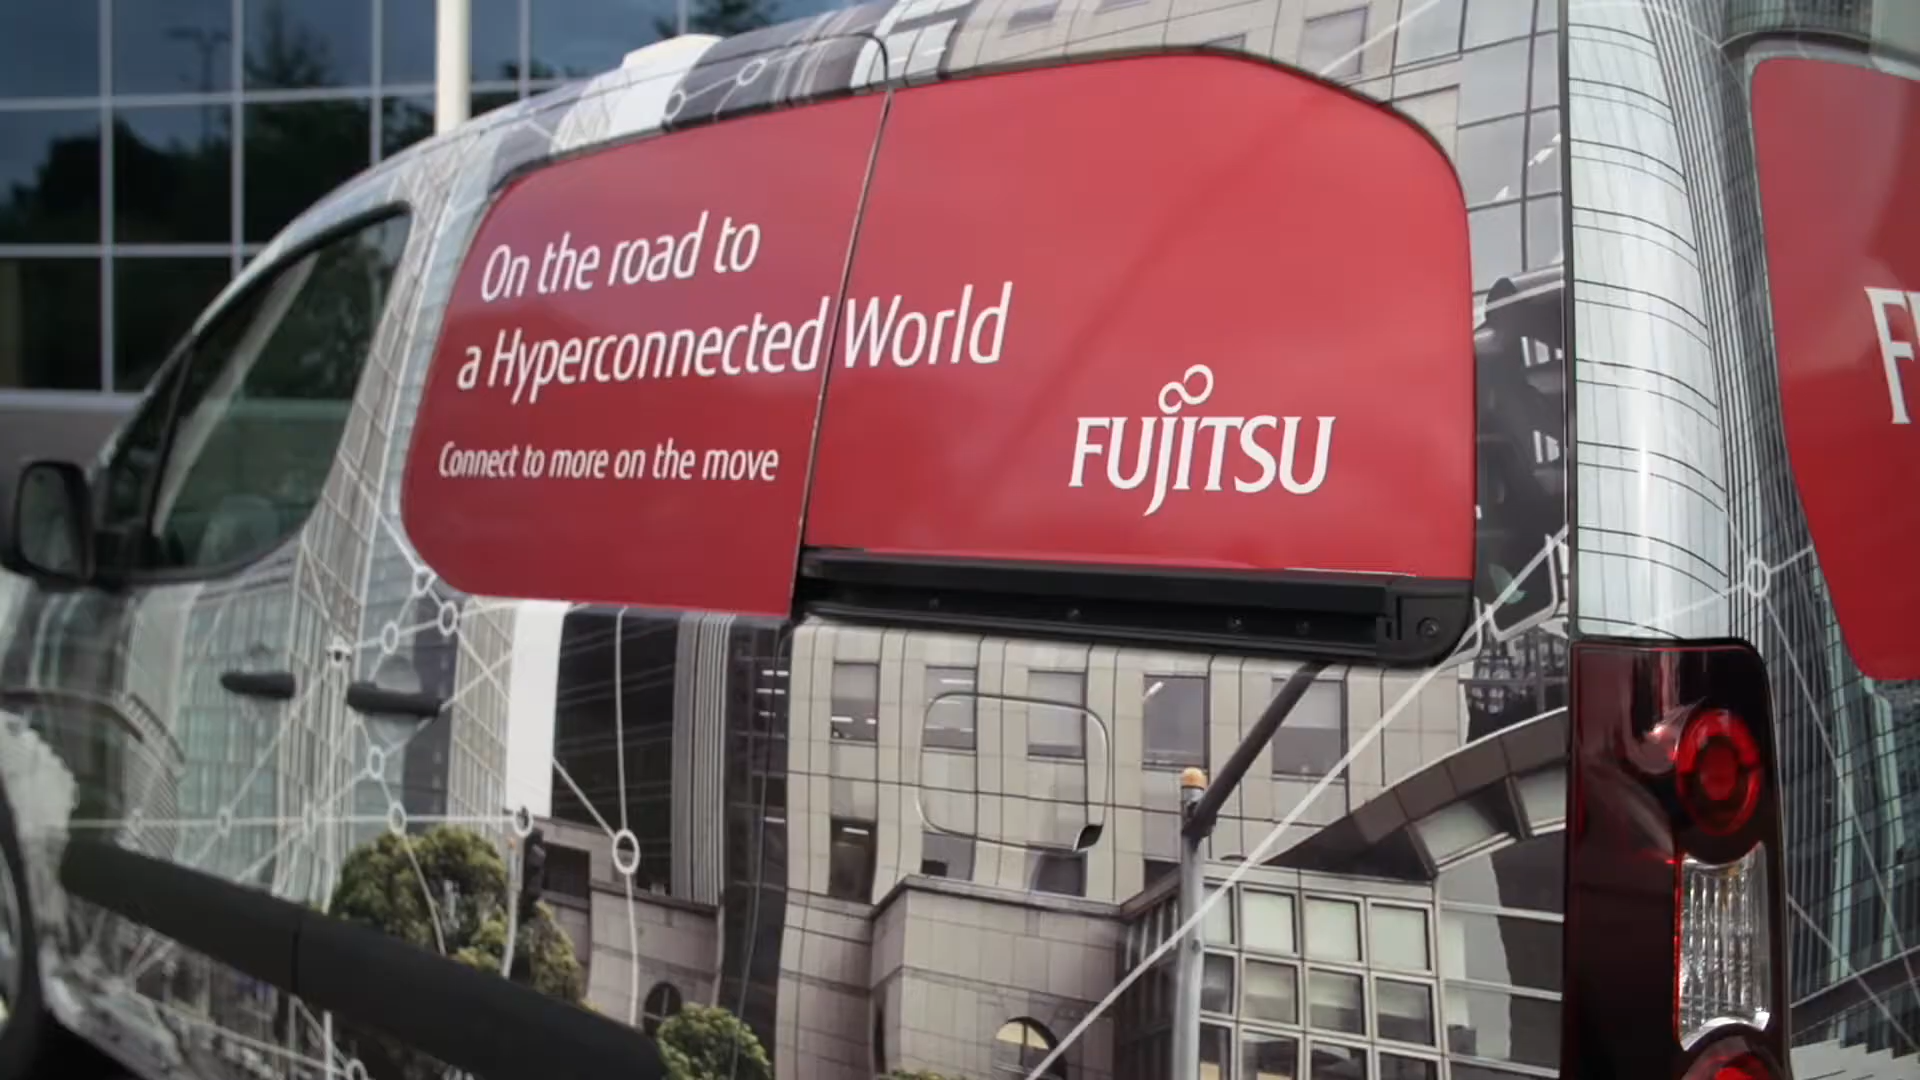 On the road to
a Hyperconnected World
Connect to more on the move
FUJITSU